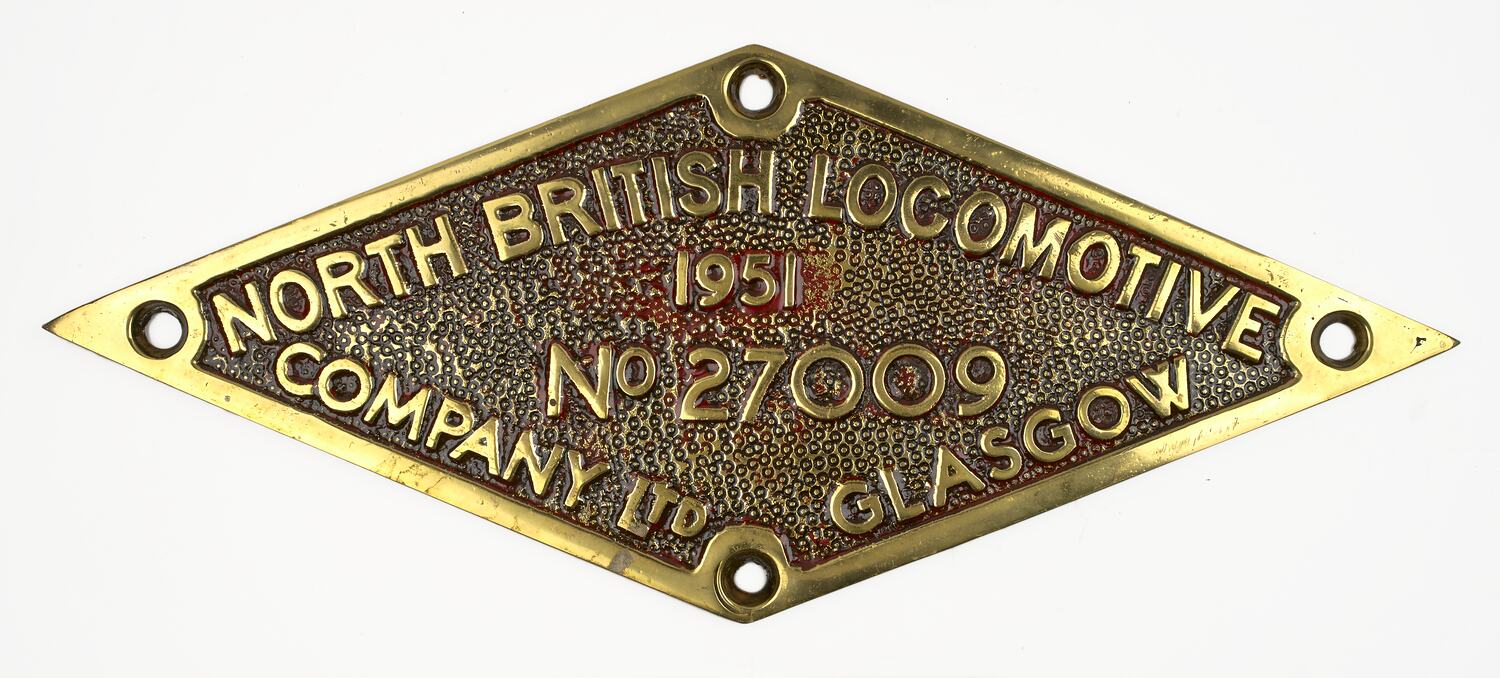 NORTH BRITISH LOCOMOTIVE
1951
No 27009
COMPANY LTD GLASGOW